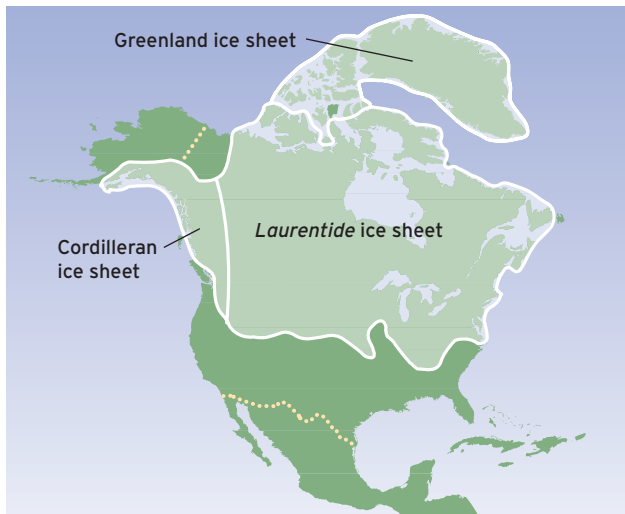 Greenland ice sheet
Laurentide ice sheet
Cordilleran
ice sheet